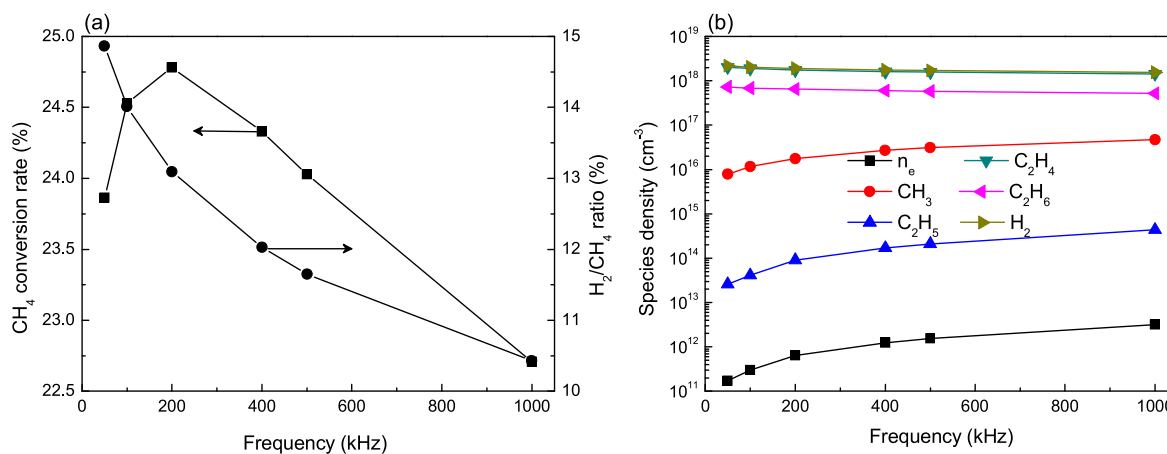 (a)
25.0
24.5
24.0
23.5
23.0
22.5
CH4 conversion rate (%)
15
14
13
12
11
10
H2/CH4 ratio (%)
0 200 400 600 800 1000
Frequency (kHz)
(b)
10^19
10^18
10^17
10^16
10^15
10^14
10^13
10^12
10^11
Species density (cm^-3)
n_e C2H4
CH3 C2H6
C2H5 H2
0 200 400 600 800 1000
Frequency (kHz)